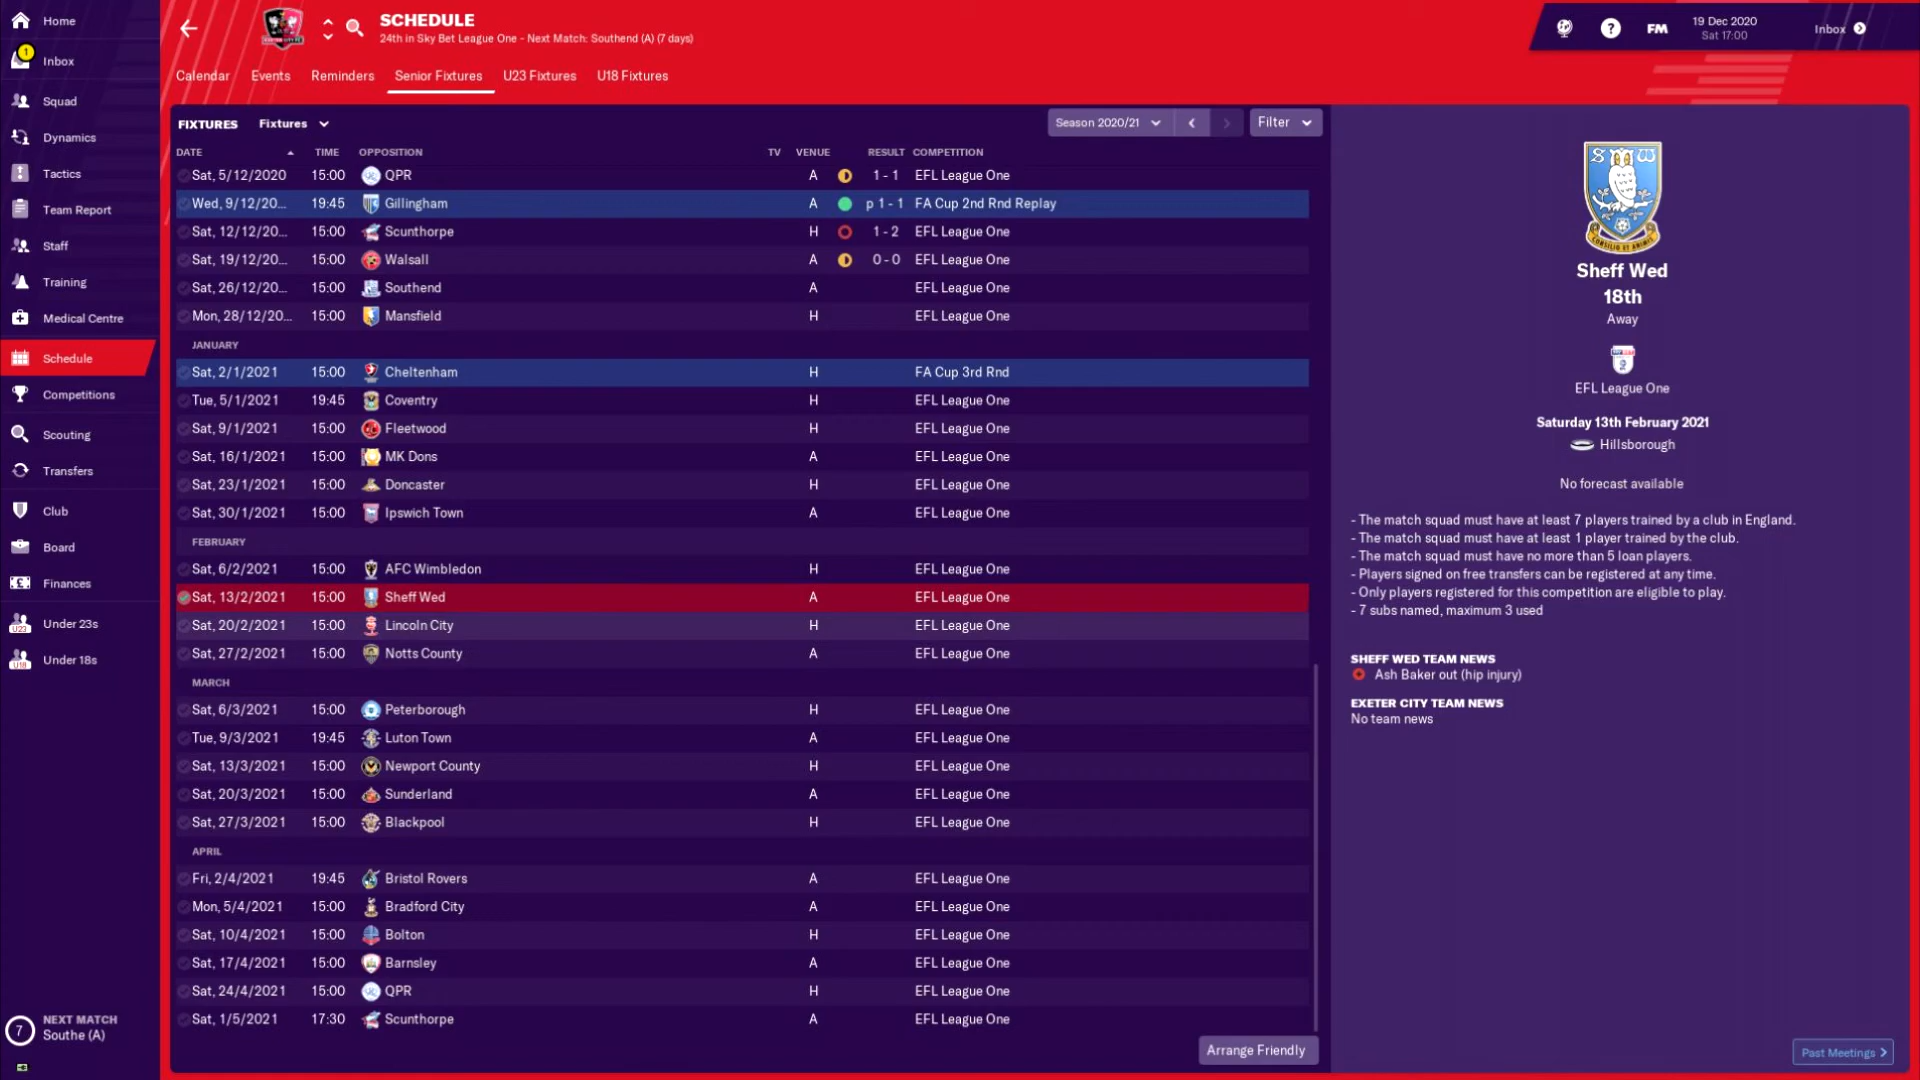 Home
1
Inbox
Squad
Dynamics
Tactics
Team Report
Staff
Training
Medical Centre
Schedule
Competitions
Scouting
Transfers
Club
Board
Finances
U23
Under 23s
U18
Under 18s
7
NEXT MATCH
Southe (A)
SCHEDULE
24th in Sky Bet League One - Next Match: Southend (A) (7 days)
FM
19 Dec 2020
Sat 17:00
Inbox
Calendar Events Reminders Senior Fixtures U23 Fixtures U18 Fixtures
FIXTURES Fixtures Season 2020/21 Filter
DATE TIME OPPOSITION TV VENUE RESULT COMPETITION
Sat, 5/12/2020 15:00 QPR A 1 - 1 EFL League One
Wed, 9/12/20... 19:45 Gillingham A p 1 - 1 FA Cup 2nd Rnd Replay
Sat, 12/12/20... 15:00 Scunthorpe H 1 - 2 EFL League One
Sat, 19/12/20... 15:00 Walsall A 0 - 0 EFL League One
Sat, 26/12/20... 15:00 Southend A EFL League One
Mon, 28/12/20... 15:00 Mansfield H EFL League One
JANUARY
Sat, 2/1/2021 15:00 Cheltenham H FA Cup 3rd Rnd
Tue, 5/1/2021 19:45 Coventry H EFL League One
Sat, 9/1/2021 15:00 Fleetwood H EFL League One
Sat, 16/1/2021 15:00 MK Dons A EFL League One
Sat, 23/1/2021 15:00 Doncaster H EFL League One
Sat, 30/1/2021 15:00 Ipswich Town A EFL League One
FEBRUARY
Sat, 6/2/2021 15:00 AFC Wimbledon H EFL League One
Sat, 13/2/2021 15:00 Sheff Wed A EFL League One
Sat, 20/2/2021 15:00 Lincoln City H EFL League One
Sat, 27/2/2021 15:00 Notts County A EFL League One
MARCH
Sat, 6/3/2021 15:00 Peterborough H EFL League One
Tue, 9/3/2021 19:45 Luton Town A EFL League One
Sat, 13/3/2021 15:00 Newport County H EFL League One
Sat, 20/3/2021 15:00 Sunderland A EFL League One
Sat, 27/3/2021 15:00 Blackpool H EFL League One
APRIL
Fri, 2/4/2021 19:45 Bristol Rovers A EFL League One
Mon, 5/4/2021 15:00 Bradford City A EFL League One
Sat, 10/4/2021 15:00 Bolton H EFL League One
Sat, 17/4/2021 15:00 Barnsley A EFL League One
Sat, 24/4/2021 15:00 QPR H EFL League One
Sat, 1/5/2021 17:30 Scunthorpe A EFL League One
Arrange Friendly
S W
CONSILIO ET ANIMIS
Sheff Wed
18th
Away
EFL League One
Saturday 13th February 2021
Hillsborough
No forecast available
- The match squad must have at least 7 players trained by a club in England.
- The match squad must have at least 1 player trained by the club.
- The match squad must have no more than 5 loan players.
- Players signed on free transfers can be registered at any time.
- Only players registered for this competition are eligible to play.
- 7 subs named, maximum 3 used
SHEFF WED TEAM NEWS
Ash Baker out (hip injury)
EXETER CITY TEAM NEWS
No team news
Past Meetings